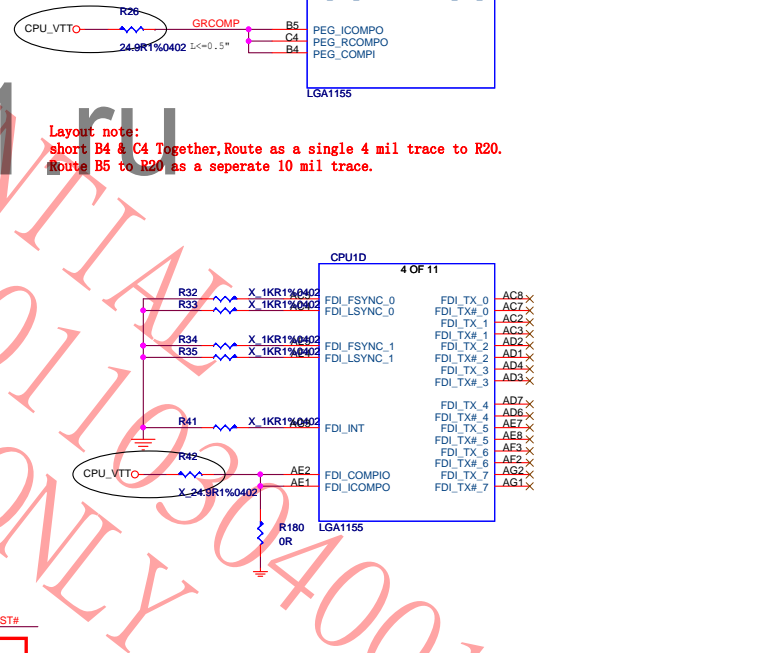 R26
CPU_VTT
GRCOMP
24.9R1%0402
L<=0.5"
B5
C4
B4
PEG_ICOMPO
PEG_RCOMPO
PEG_COMPI
LGA1155
1.ru
Layout note:
short B4 & C4 Together,Route as a single 4 mil trace to R20.
Route B5 to R20 as a seperate 10 mil trace.
CPU1D
4 OF 11
R32 X_1KR1%0402 FDI_FSYNC_0
R33 X_1KR1%0402 FDI_LSYNC_0
R34 X_1KR1%0402 FDI_FSYNC_1
R35 X_1KR1%0402 FDI_LSYNC_1
R41 X_1KR1%0402 FDI_INT
R42
CPU_VTT
X_24.9R1%0402
AE2 FDI_COMPIO
AE1 FDI_ICOMPO
R180
0R
LGA1155
FDI_TX_0 AC8
FDI_TX#_0 AC7
FDI_TX_1 AC2
FDI_TX#_1 AC3
FDI_TX_2 AD2
FDI_TX#_2 AD1
FDI_TX_3 AD4
FDI_TX#_3 AD3
FDI_TX_4 AD7
FDI_TX#_4 AD6
FDI_TX_5 AE7
FDI_TX#_5 AE8
FDI_TX_6 AF3
FDI_TX#_6 AF2
FDI_TX_7 AG2
FDI_TX#_7 AG1
NTIAL
011030400
ONLY
ST#